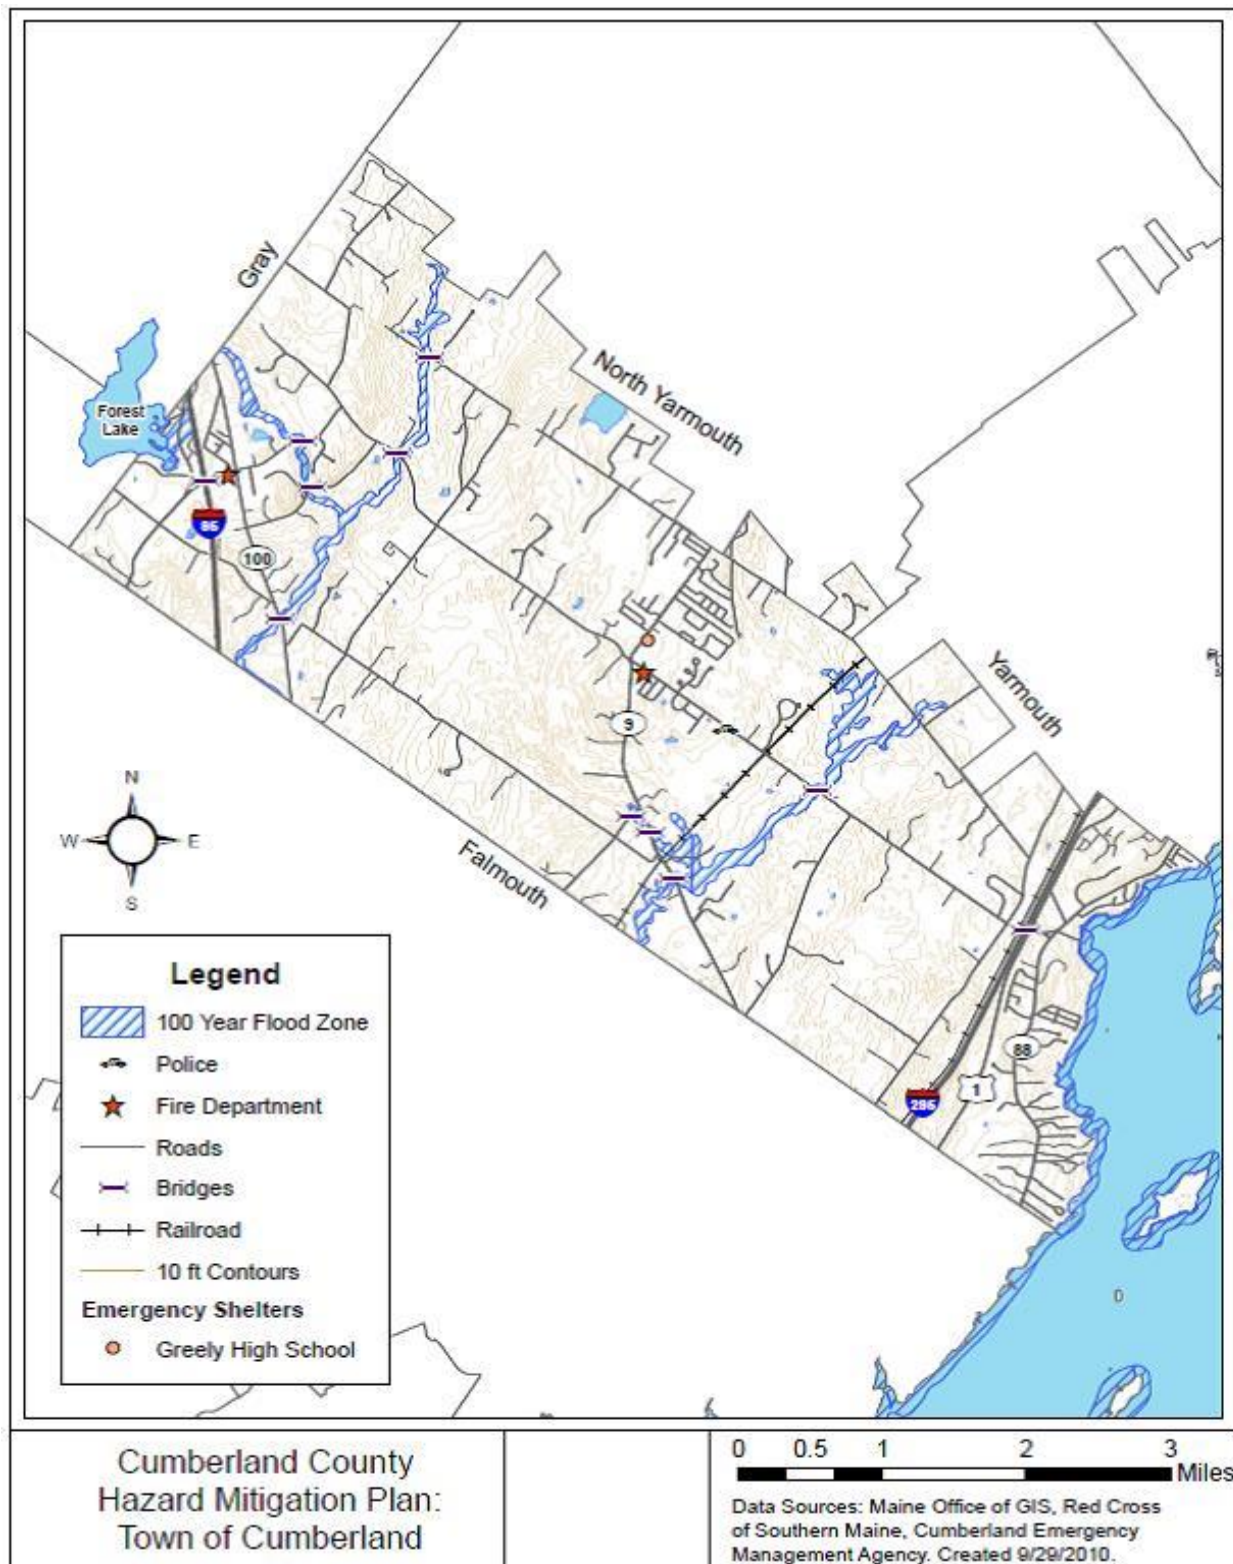 Gray
North Yarmouth
Forest
Lake
95
100
9
Yarmouth
Falmouth
N
W E
S
88
1
295
0
Legend
100 Year Flood Zone
Police
Fire Department
Roads
Bridges
Railroad
10 ft Contours
Emergency Shelters
Greely High School
Cumberland County
Hazard Mitigation Plan:
Town of Cumberland
0 0.5 1 2 3
Miles
Data Sources: Maine Office of GIS, Red Cross
of Southern Maine, Cumberland Emergency
Management Agency. Created 9/29/2010.